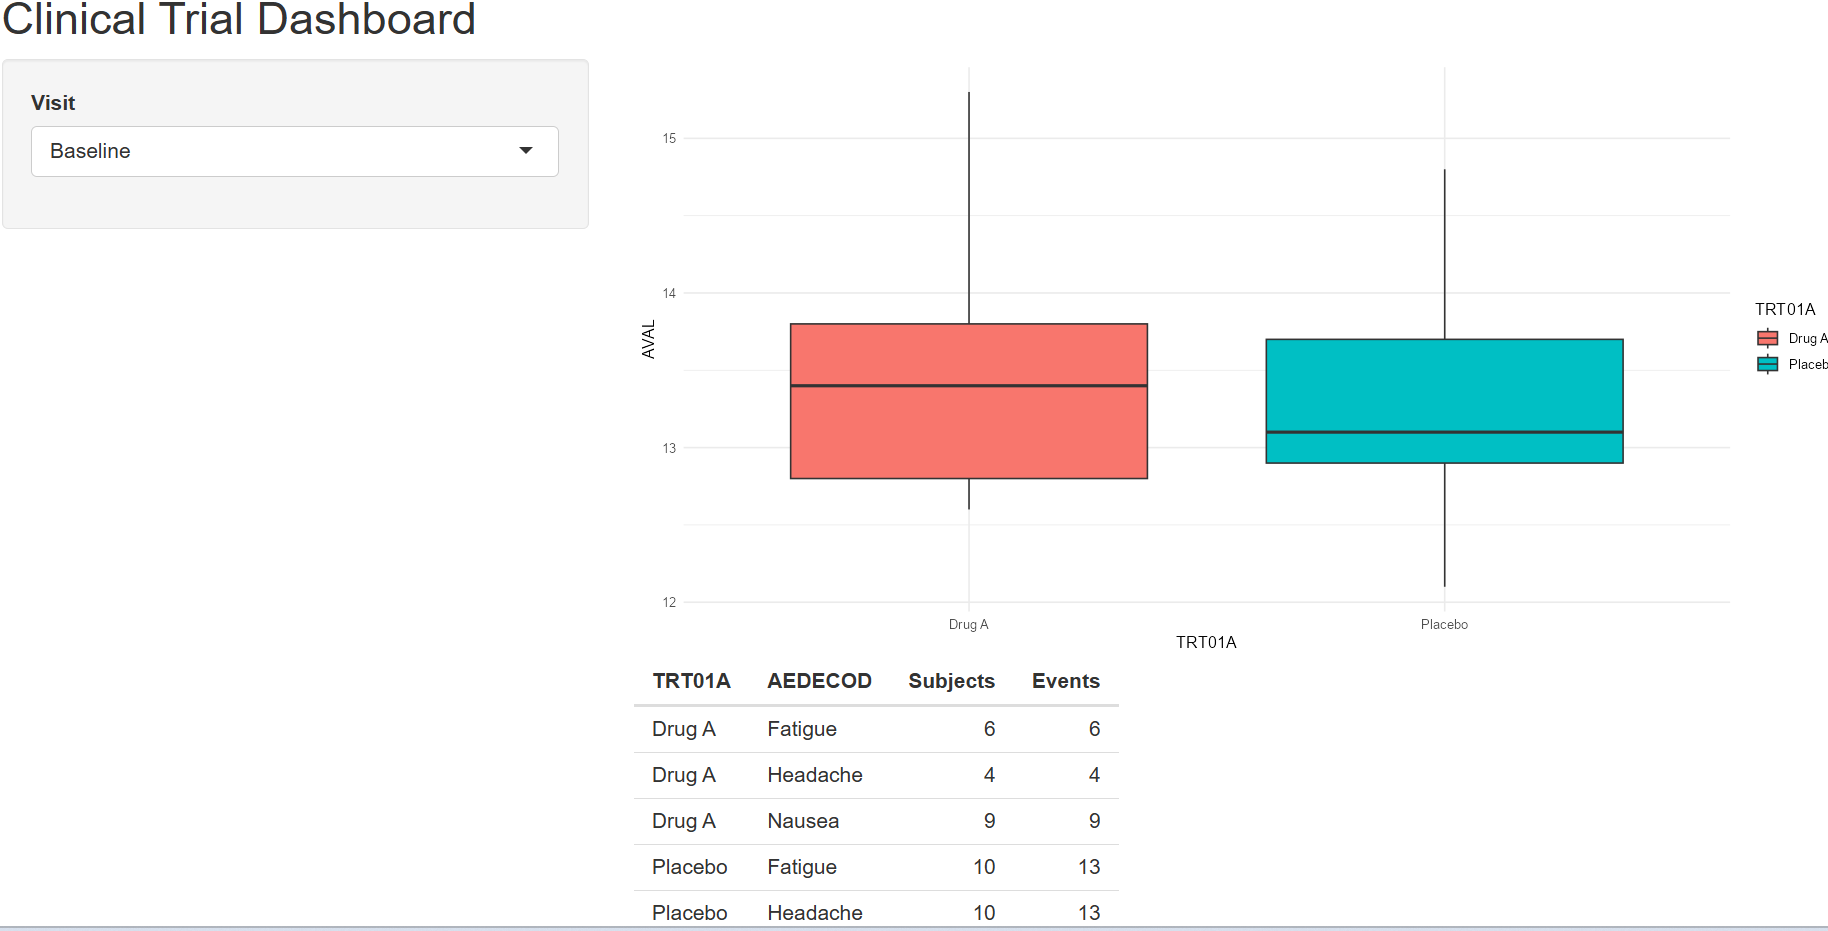 Clinical Trial Dashboard
Visit
Baseline
15
14
13
12
AVAL
Drug A
Placebo
TRT01A
TRT01A
Drug A
Placeb
TRT01A AEDECOD Subjects Events
Drug A Fatigue 6 6
Drug A Headache 4 4
Drug A Nausea 9 9
Placebo Fatigue 10 13
Placebo Headache 10 13